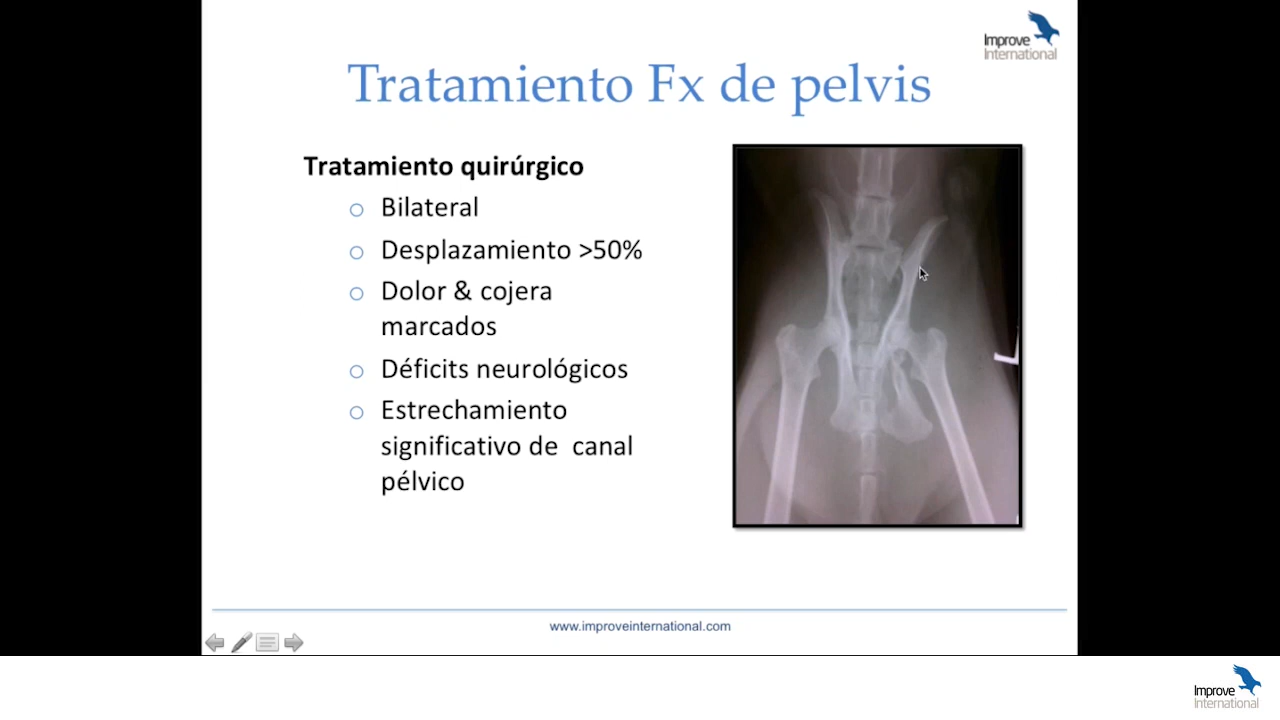 Improve
International
Tratamiento Fx de pelvis
Tratamiento quirúrgico
Bilateral
Desplazamiento >50%
Dolor & cojera
marcados
Déficits neurológicos
Estrechamiento
significativo de canal
pélvico
L
www.improveinternational.com
Improve
International